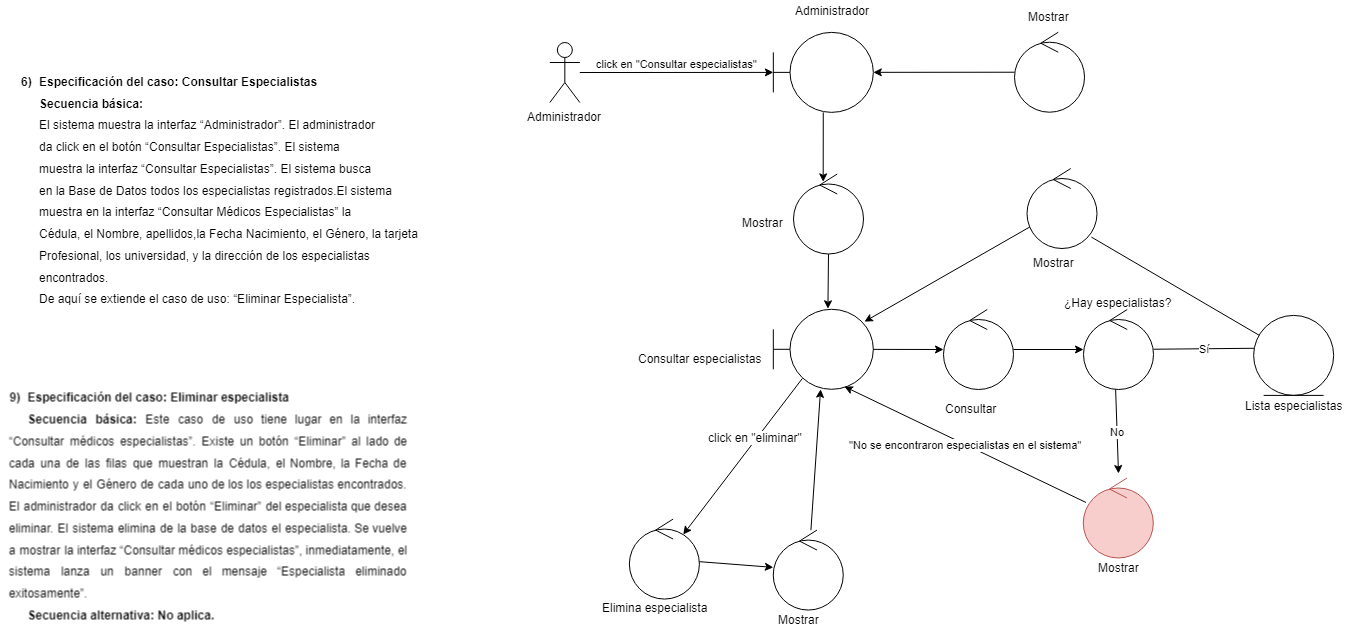 6) Especificación del caso: Consultar Especialistas
Secuencia básica:
El sistema muestra la interfaz “Administrador”. El administrador
da click en el botón “Consultar Especialistas”. El sistema
muestra la interfaz “Consultar Especialistas”. El sistema busca
en la Base de Datos todos los especialistas registrados.El sistema
muestra en la interfaz “Consultar Médicos Especialistas” la
Cédula, el Nombre, apellidos,la Fecha Nacimiento, el Género, la tarjeta
Profesional, los universidad, y la dirección de los especialistas
encontrados.
De aquí se extiende el caso de uso: “Eliminar Especialista”.
9) Especificación del caso: Eliminar especialista
Secuencia básica: Este caso de uso tiene lugar en la interfaz
“Consultar médicos especialistas”. Existe un botón “Eliminar” al lado de
cada una de las filas que muestran la Cédula, el Nombre, la Fecha de
Nacimiento y el Género de cada uno de los los especialistas encontrados.
El administrador da click en el botón “Eliminar” del especialista que desea
eliminar. El sistema elimina de la base de datos el especialista. Se vuelve
a mostrar la interfaz “Consultar médicos especialistas”, inmediatamente, el
sistema lanza un banner con el mensaje “Especialista eliminado
exitosamente”.
Secuencia alternativa: No aplica.
Administrador
Mostrar
click en "Consultar especialistas"
Administrador
Mostrar
Mostrar
¿Hay especialistas?
Consultar especialistas
Sí
Consultar
Lista especialistas
click en "eliminar"
No
"No se encontraron especialistas en el sistema"
Mostrar
Elimina especialista
Mostrar